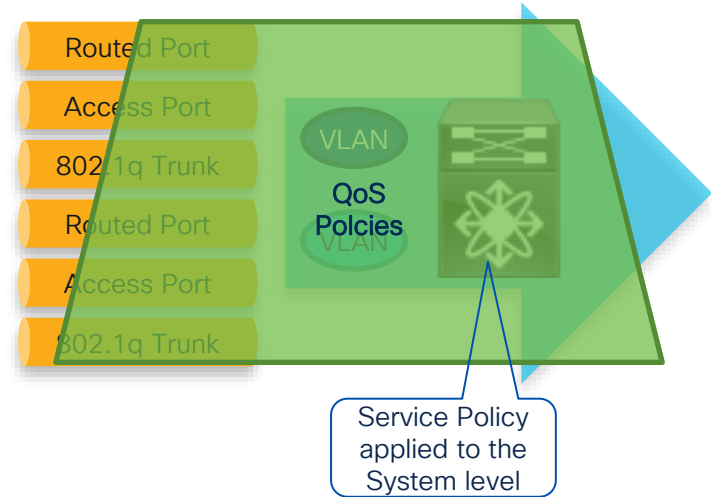 Routed Port
Access Port
802.1q Trunk
Routed Port
Access Port
802.1q Trunk
VLAN
QoS
Polcies
VLAN
Service Policy
applied to the
System level